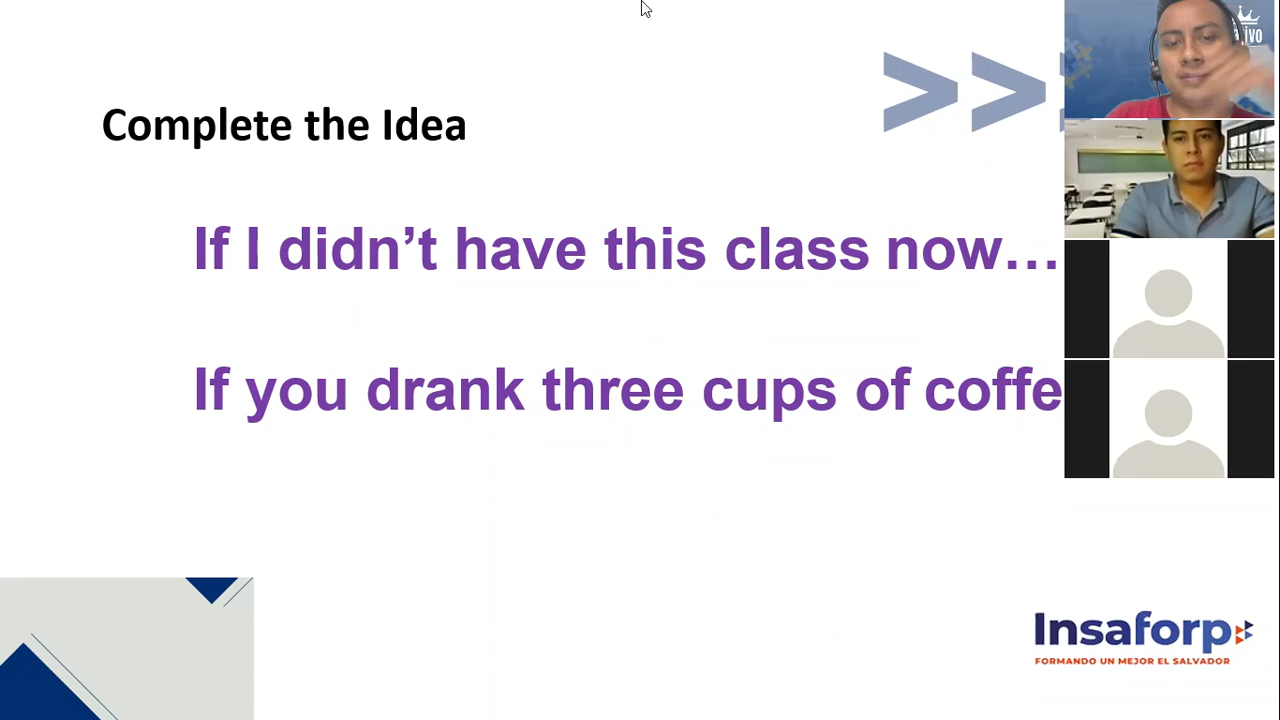 Complete the Idea
If I didn’t have this class now…
If you drank three cups of coffe
Insaforp
FORMANDO UN MEJOR EL SALVADOR